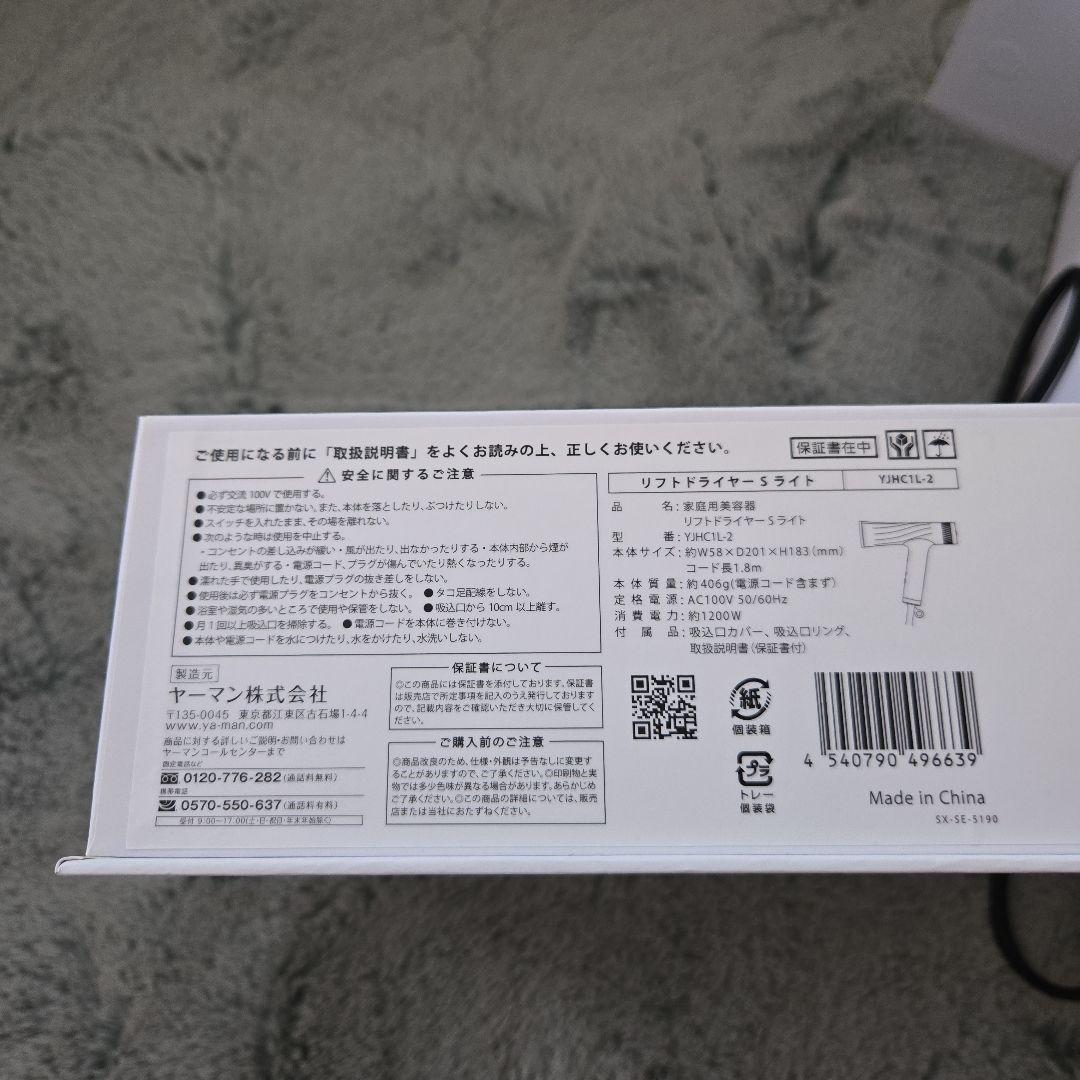 ご使用になる前に「取扱説明書」をよくお読みの上、正しくお使いください。
保証書在中
安全に関するご注意
●必ず交流100Vで使用する。
●不安定な場所に置かない。また、本体を落としたり、ぶつけたりしない。
●スイッチを入れたまま、その場を離れない。
●次のような時は使用を中止する。
・コンセントの差し込みが緩い・風が出たり、出なかったりする・本体内部から煙が
出たり、異臭がする・電源コード、プラグが傷んでいたり熱くなったりする。
●濡れた手で使用したり、電源プラグの抜き差しをしない。
●使用後は必ず電源プラグをコンセントから抜く。 ●タコ足配線をしない。
●浴室や湿気の多いところで使用や保管をしない。 ●吸込口から10cm以上離す。
●月1回以上吸込口を掃除する。 ●電源コードを本体に巻き付けない。
●本体や電源コードを水につけたり、水をかけたり、水洗いしない。
リフトドライヤー S ライト YJHC1L-2
品名:家庭用美容器
リフトドライヤー S ライト
型番:YJHC1L-2
本体サイズ:約W58×D201×H183(mm)
コード長1.8m
本体質量:約406g(電源コード含まず)
定格電源:AC100V 50/60Hz
消費電力:約1200W
付属品:吸込口カバー、吸込口リング、
取扱説明書(保証書付)
製造元
ヤーマン株式会社
〒135-0045 東京都江東区古石場1-4-4
www.ya-man.com
商品に対する詳しいご説明・お問い合わせは
ヤーマンコールセンターまで
固定電話など
0120-776-282(通話料無料)
携帯電話
0570-550-637(通話料有料)
受付 9:00~17:00(土・日・祝日・年末年始除く)
保証書について
◎この商品には保証書を添付しております。保証書
は販売店で所定事項を記入のうえ発行しております
ので、記載内容をご確認いただき大切に保管してく
ださい。
ご購入前のご注意
◎商品改良のため、仕様・外観は予告なしに変更す
ることがありますので、ご了承ください。◎印刷物と実
物では多少色味が異なる場合があります。あらかじめ
ご了承ください。◎この商品の詳細については、販売
店または当社におたずねください。
紙
個装箱
プラ
トレー
個装袋
4 540790 496639
Made in China
SX-SE-5190